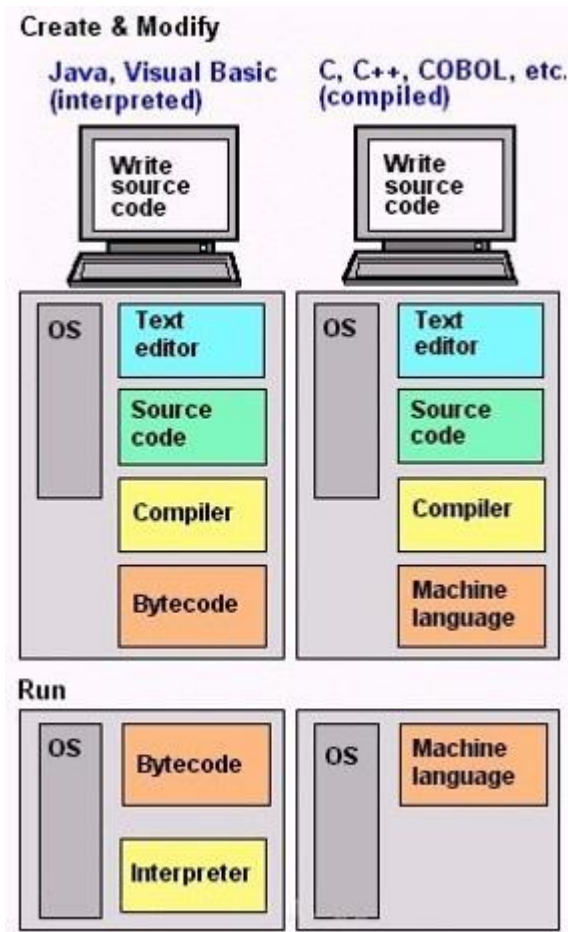 Create & Modify
Java, Visual Basic
(interpreted)
C, C++, COBOL, etc.
(compiled)
Write
source
code
Write
source
code
OS
Text
editor
Source
code
Compiler
Bytecode
OS
Text
editor
Source
code
Compiler
Machine
language
Run
OS
Bytecode
Interpreter
OS
Machine
language